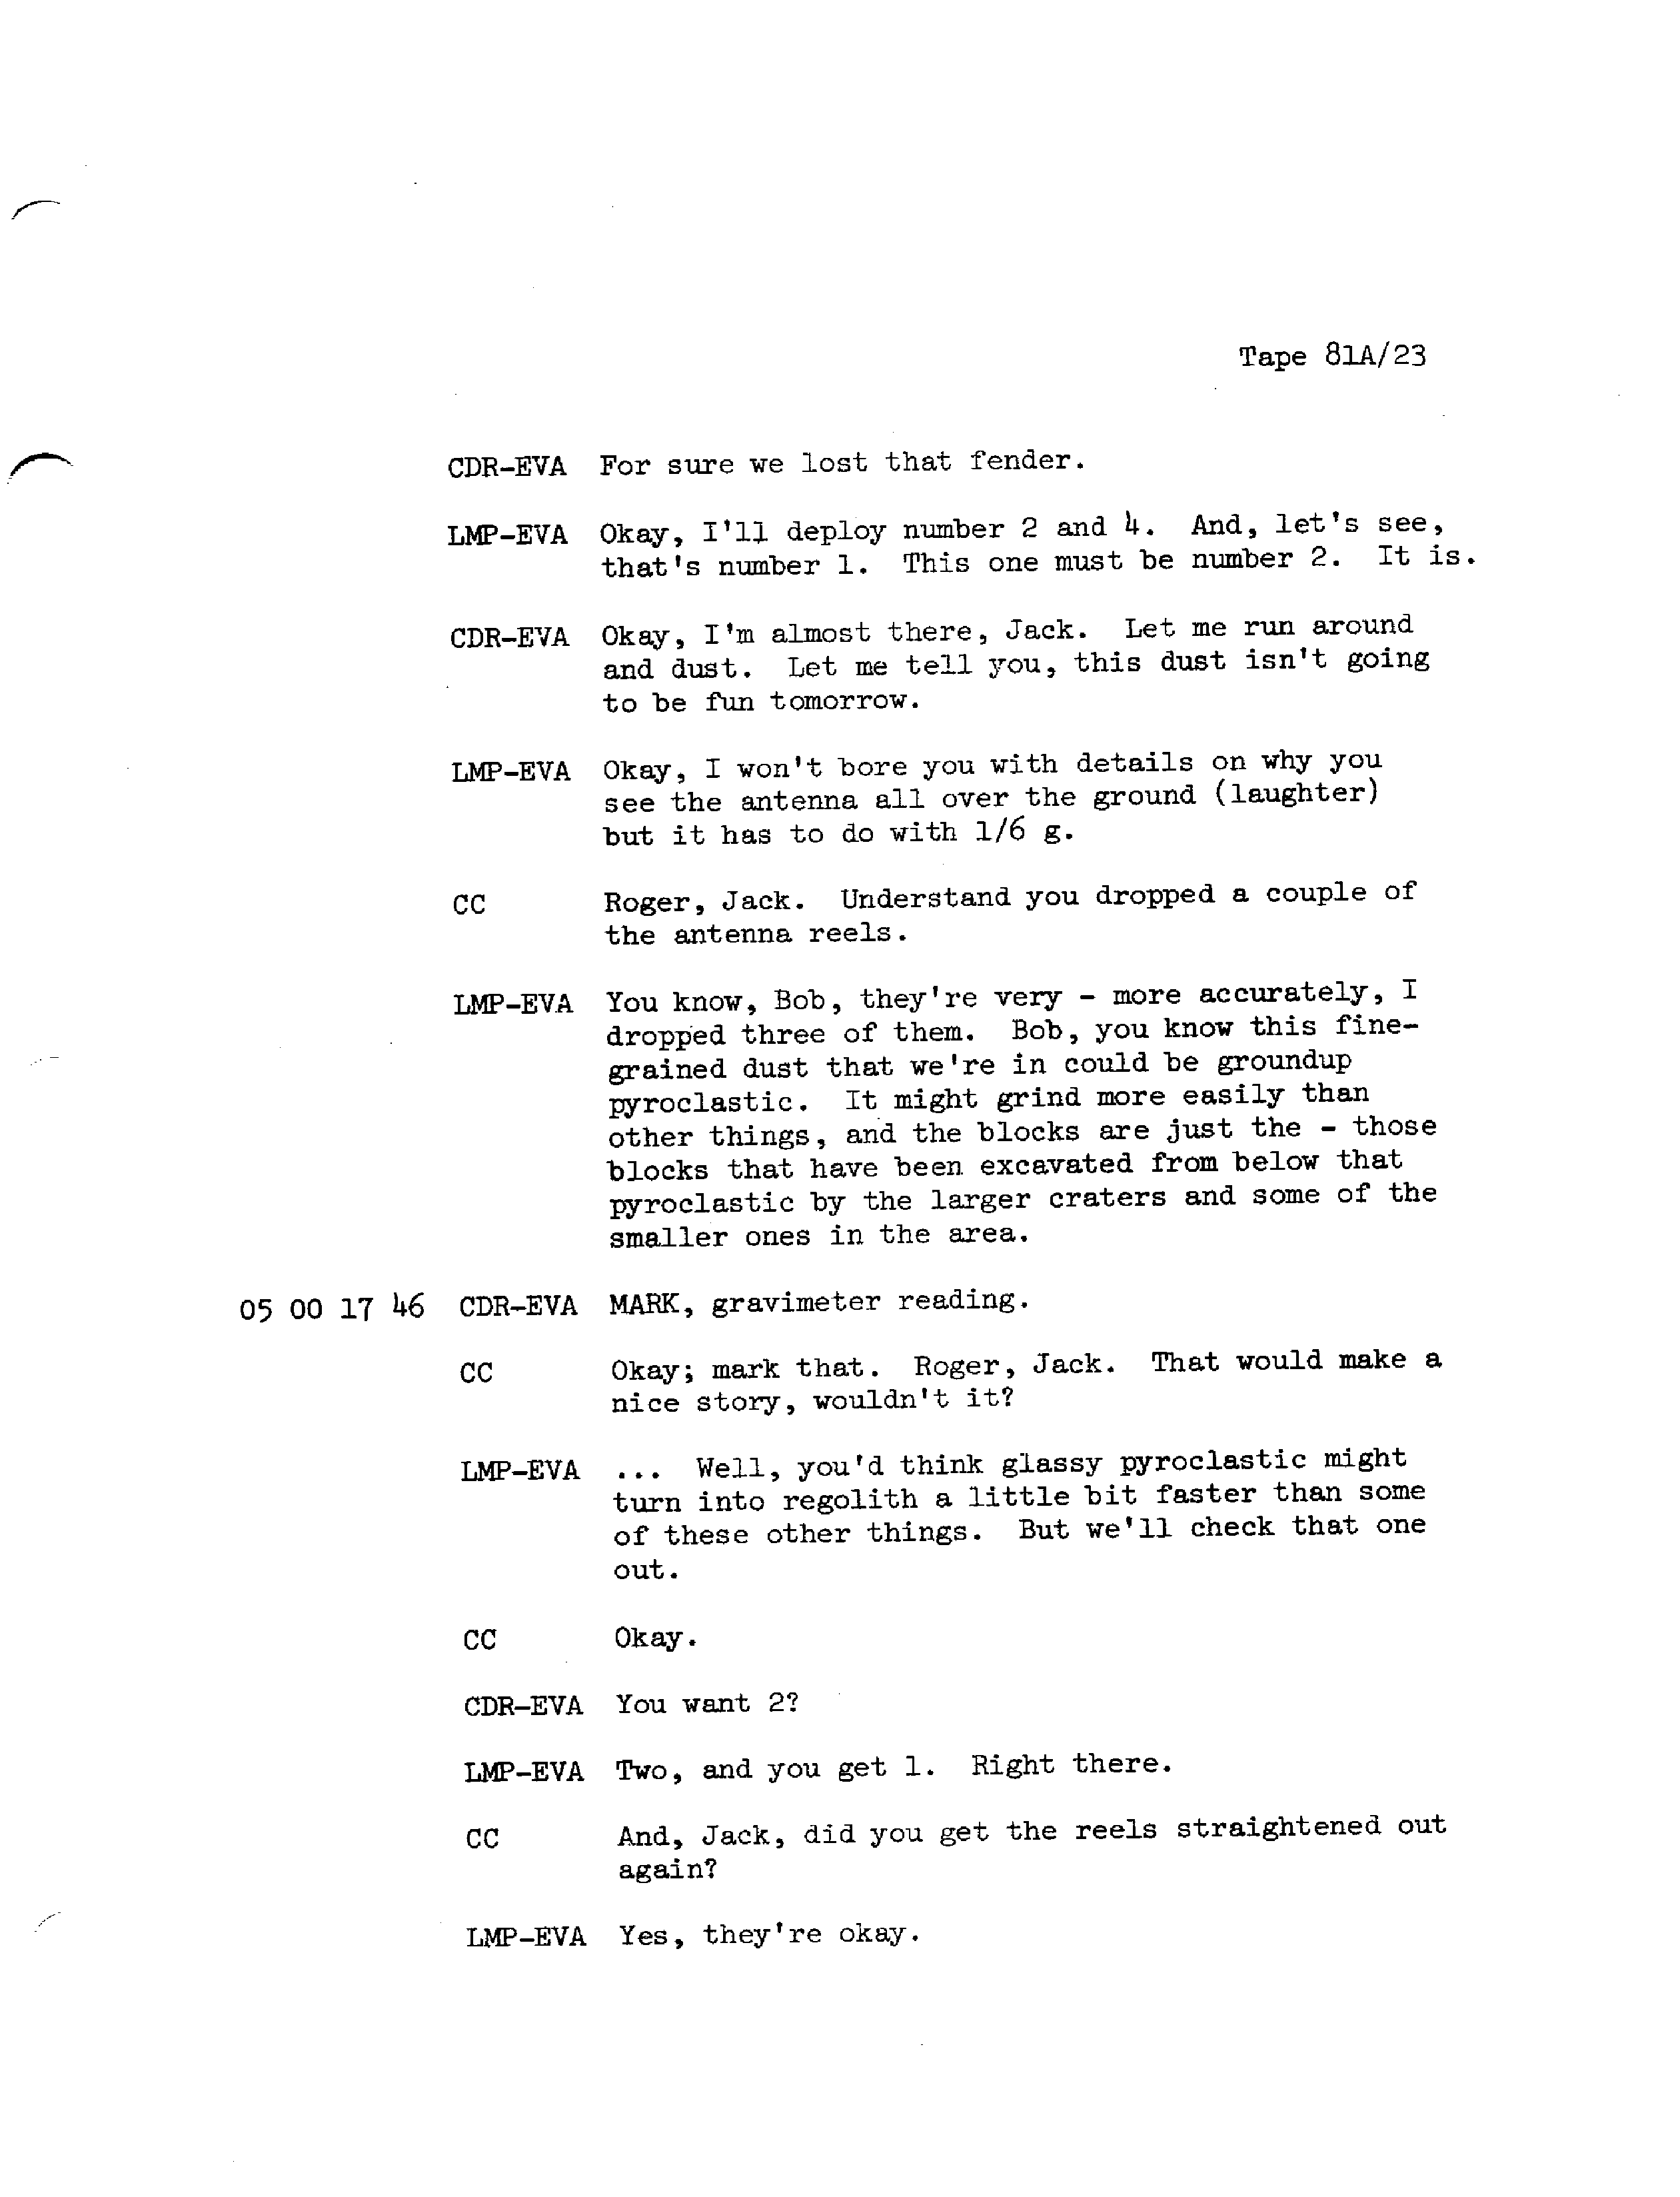 Tape 81A/23
CDR-EVA For sure we lost that fender.
LMP-EVA Okay, I'll deploy number 2 and 4. And, let's see,
that's number 1. This one must be number 2. It is.
CDR-EVA Okay, I'm almost there, Jack. Let me run around
and dust. Let me tell you, this dust isn't going
to be fun tomorrow.
LMP-EVA Okay, I won't bore you with details on why you
see the antenna all over the ground (laughter)
but it has to do with 1/6 g.
CC Roger, Jack. Understand you dropped a couple of
the antenna reels.
LMP-EVA You know, Bob, they're very - more accurately, I
dropped three of them. Bob, you know this fine-
grained dust that we're in could be groundup
pyroclastic. It might grind more easily than
other things, and the blocks are just the - those
blocks that have been excavated from below that
pyroclastic by the larger craters and some of the
smaller ones in the area.
05 00 17 46 CDR-EVA MARK, gravimeter reading.
CC Okay; mark that. Roger, Jack. That would make a
nice story, wouldn't it?
LMP-EVA ... Well, you'd think glassy pyroclastic might
turn into regolith a little bit faster than some
of these other things. But we'll check that one
out.
CC Okay.
CDR-EVA You want 2?
LMP-EVA Two, and you get 1. Right there.
CC And, Jack, did you get the reels straightened out
again?
LMP-EVA Yes, they're okay.